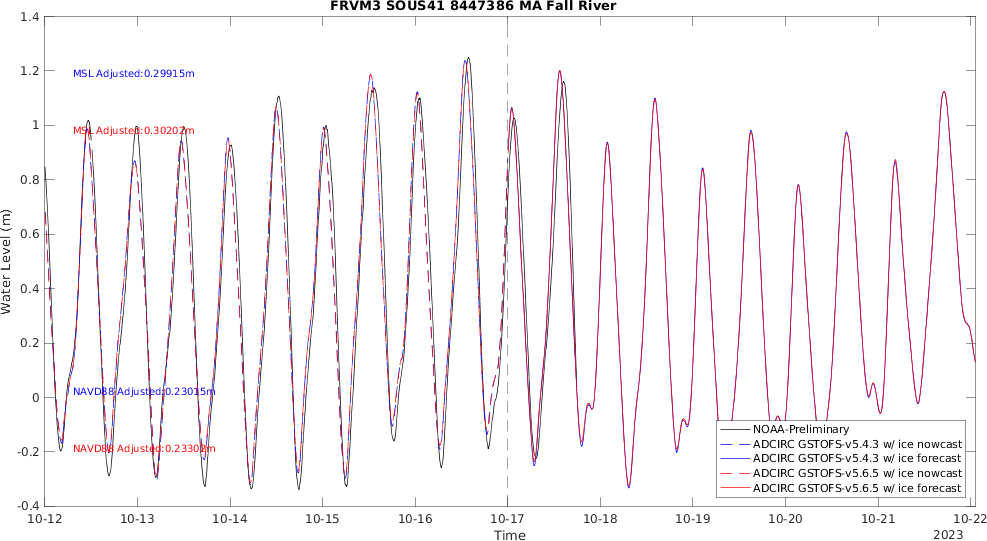 FRVM3 SOUS41 8447386 MA Fall River
Water Level (m)
1.4
1.2
1
0.8
0.6
0.4
0.2
0
-0.2
-0.4
MSL Adjusted:0.29915m
MSL Adjusted:0.30202m
NAVD88 Adjusted:0.23015m
NAVD88 Adjusted:0.23302m
NOAA-Preliminary
ADCIRC GSTOFS-v5.4.3 w/ ice nowcast
ADCIRC GSTOFS-v5.4.3 w/ ice forecast
ADCIRC GSTOFS-v5.6.5 w/ ice nowcast
ADCIRC GSTOFS-v5.6.5 w/ ice forecast
10-12 10-13 10-14 10-15 10-16 10-17 10-18 10-19 10-20 10-21 10-22
Time
2023